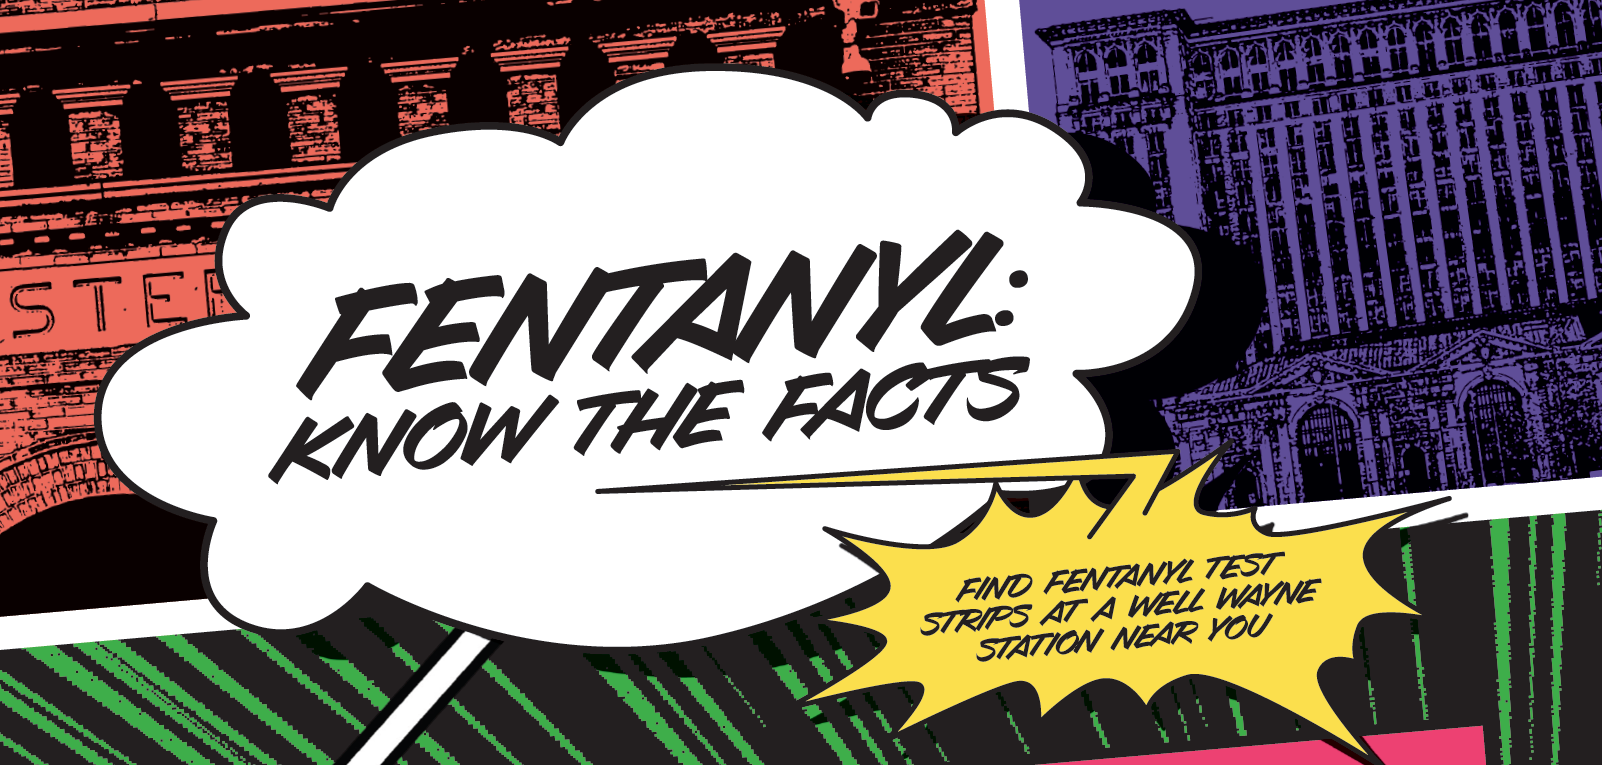 FENTANYL:
KNOW THE FACTS
FIND FENTANYL TEST
STRIPS AT A WELL WAYNE
STATION NEAR YOU